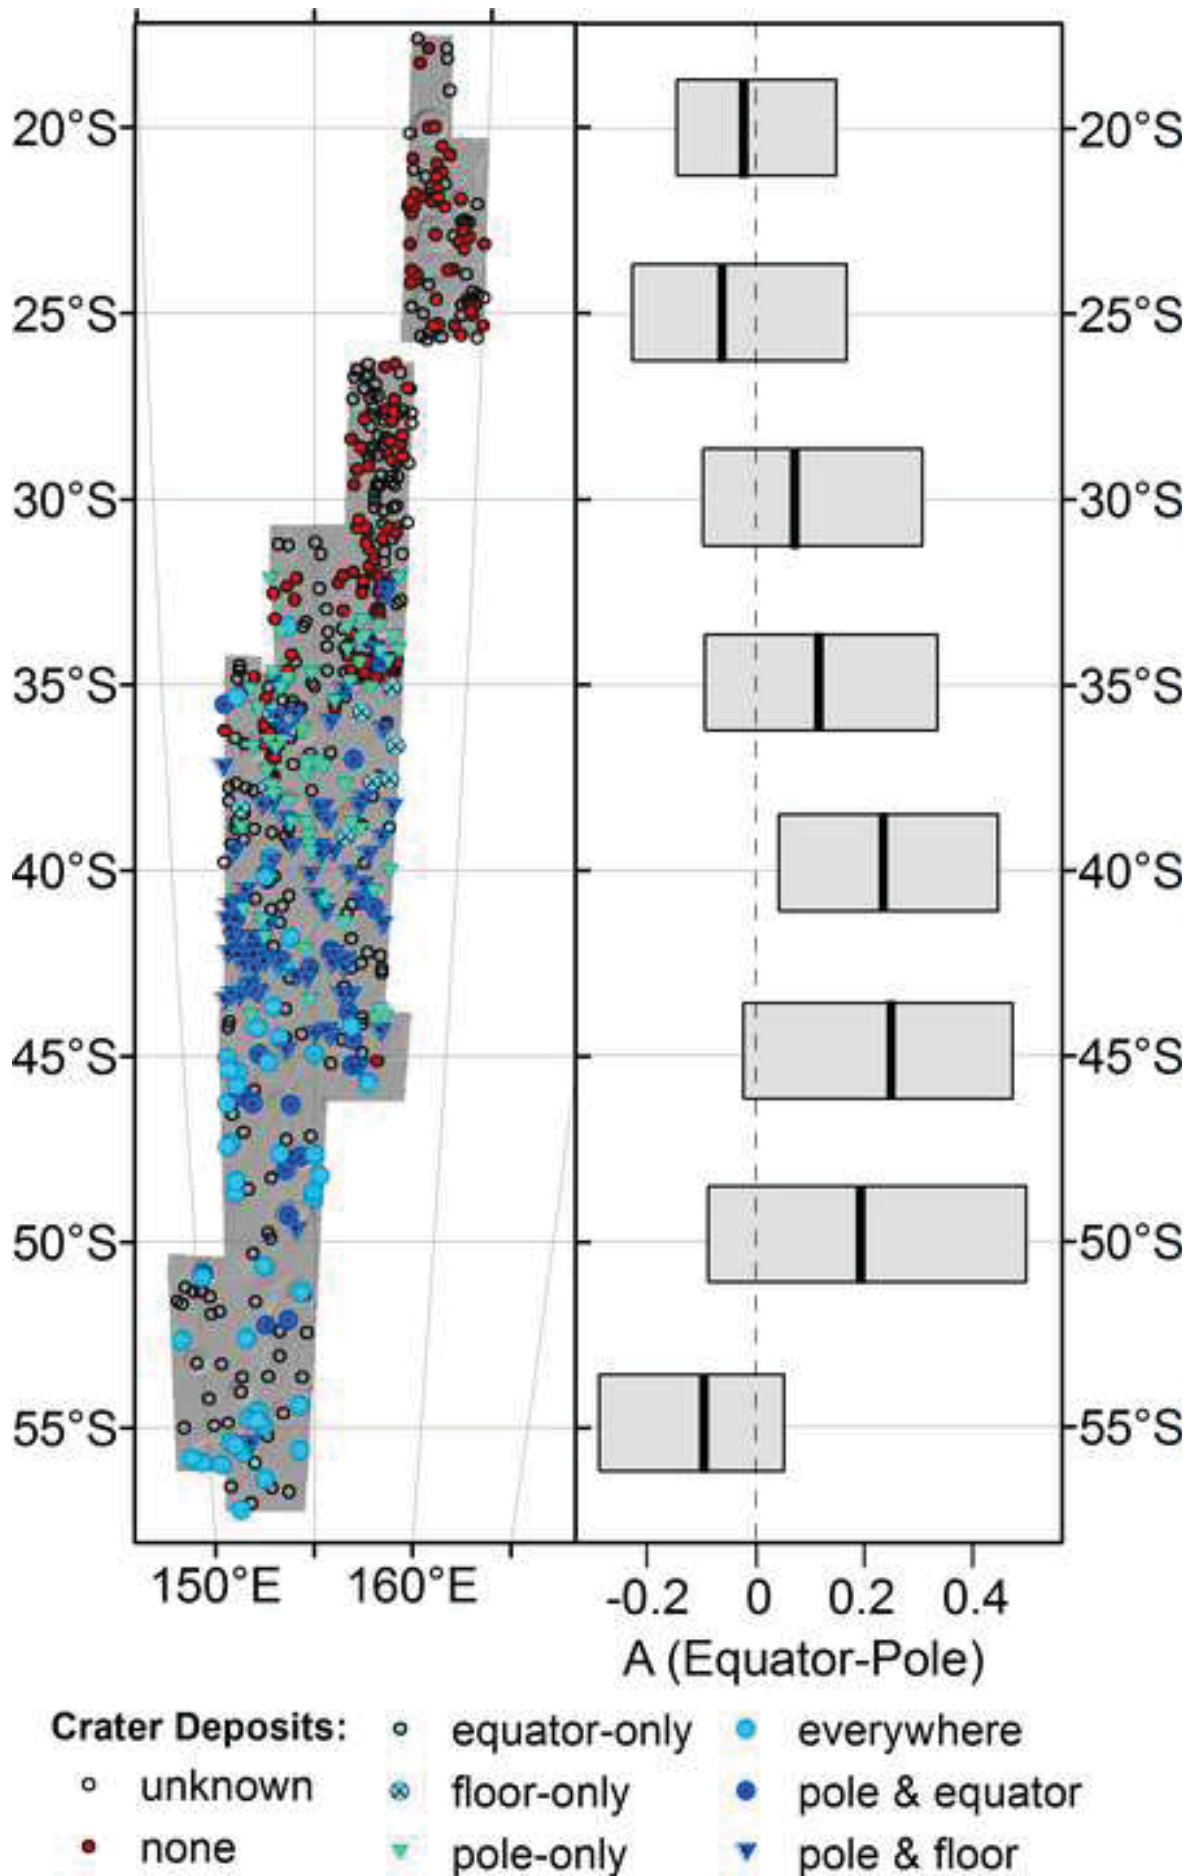 20°S
25°S
30°S
35°S
40°S
45°S
50°S
55°S
20°S
25°S
30°S
35°S
40°S
45°S
50°S
55°S
150°E 160°E
-0.2 0 0.2 0.4
A (Equator-Pole)
Crater Deposits:
unknown
none
equator-only
floor-only
pole-only
everywhere
pole & equator
pole & floor